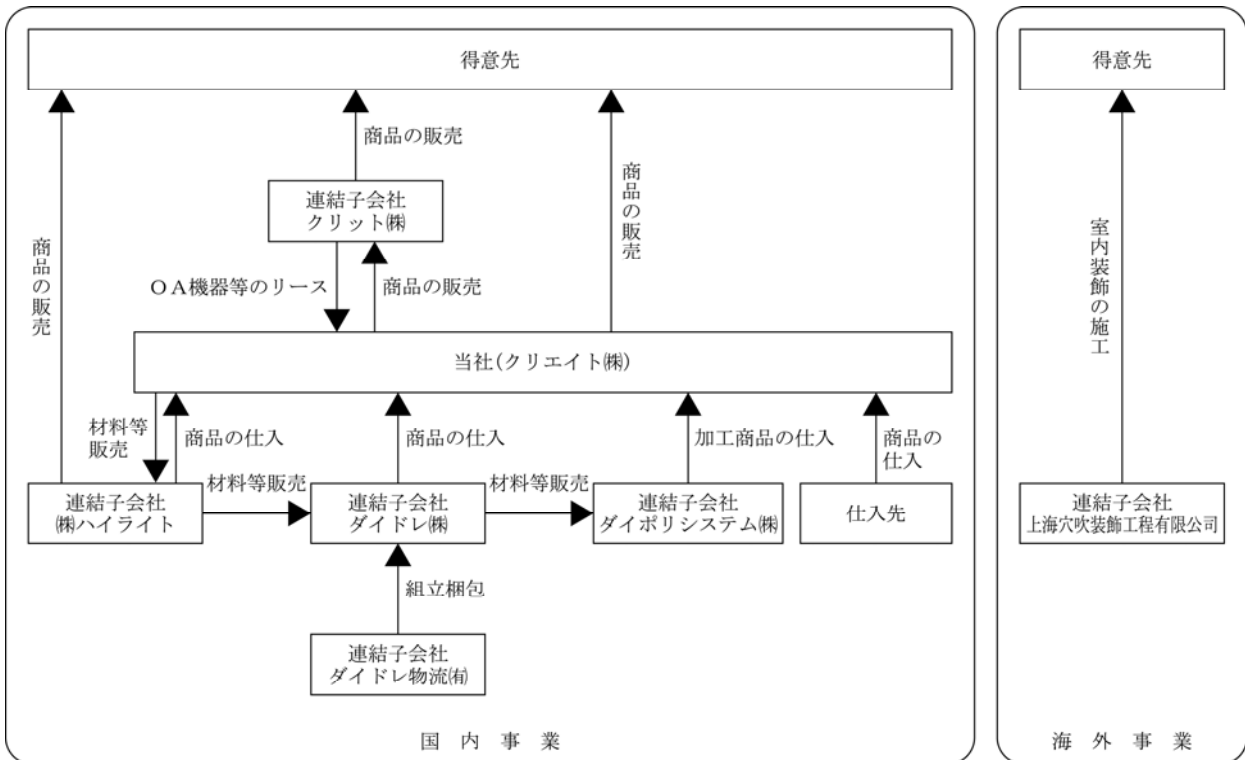 得意先
得意先
商品の販売
連結子会社
クリット㈱
商品の販売
商品の販売
室内装飾の施工
ＯＡ機器等のリース
商品の販売
当社(クリエイト㈱)
材料等
販売
商品の仕入
商品の仕入
加工商品の仕入
商品の
仕入
連結子会社
㈱ハイライト
材料等販売
連結子会社
ダイドレ㈱
材料等販売
連結子会社
ダイポリシステム㈱
仕入先
連結子会社
上海穴吹装飾工程有限公司
組立梱包
連結子会社
ダイドレ物流㈲
国内事業
海外事業